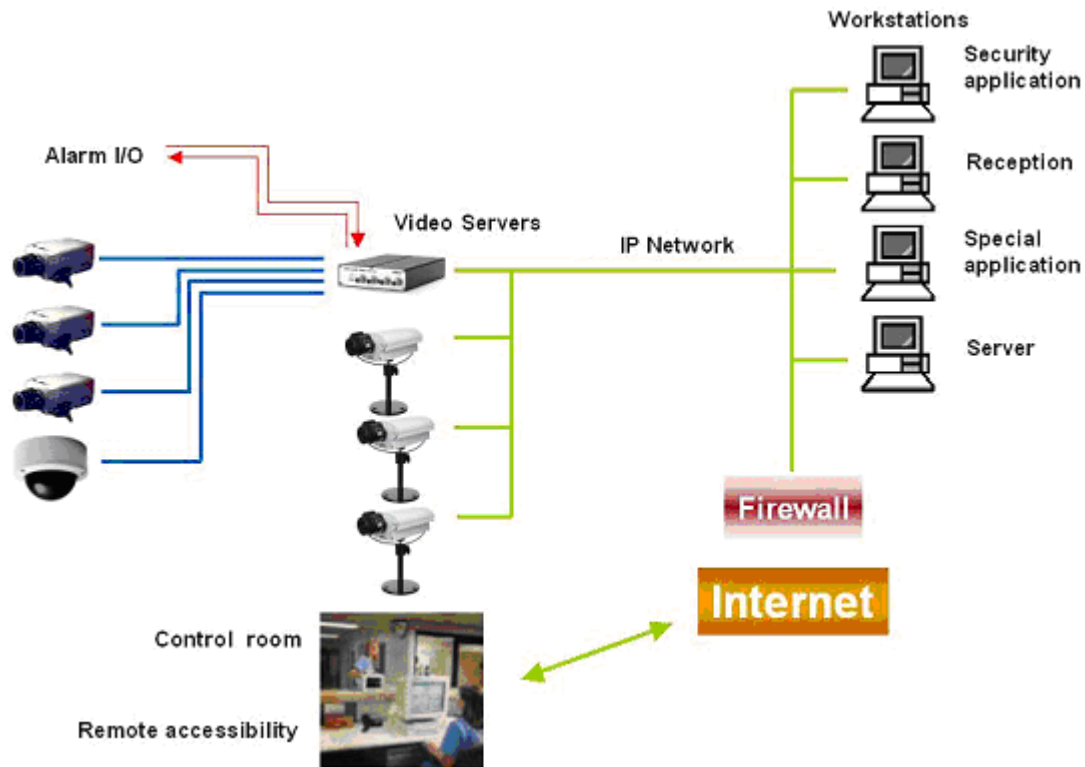 Workstations
Security
application
Alarm I/O
Reception
Video Servers
IP Network
Special
application
Server
Firewall
Internet
Control room
Remote accessibility